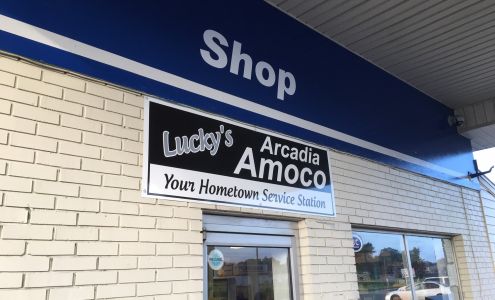 Shop
Lucky's
Arcadia
Amoco
Your Hometown Service Station